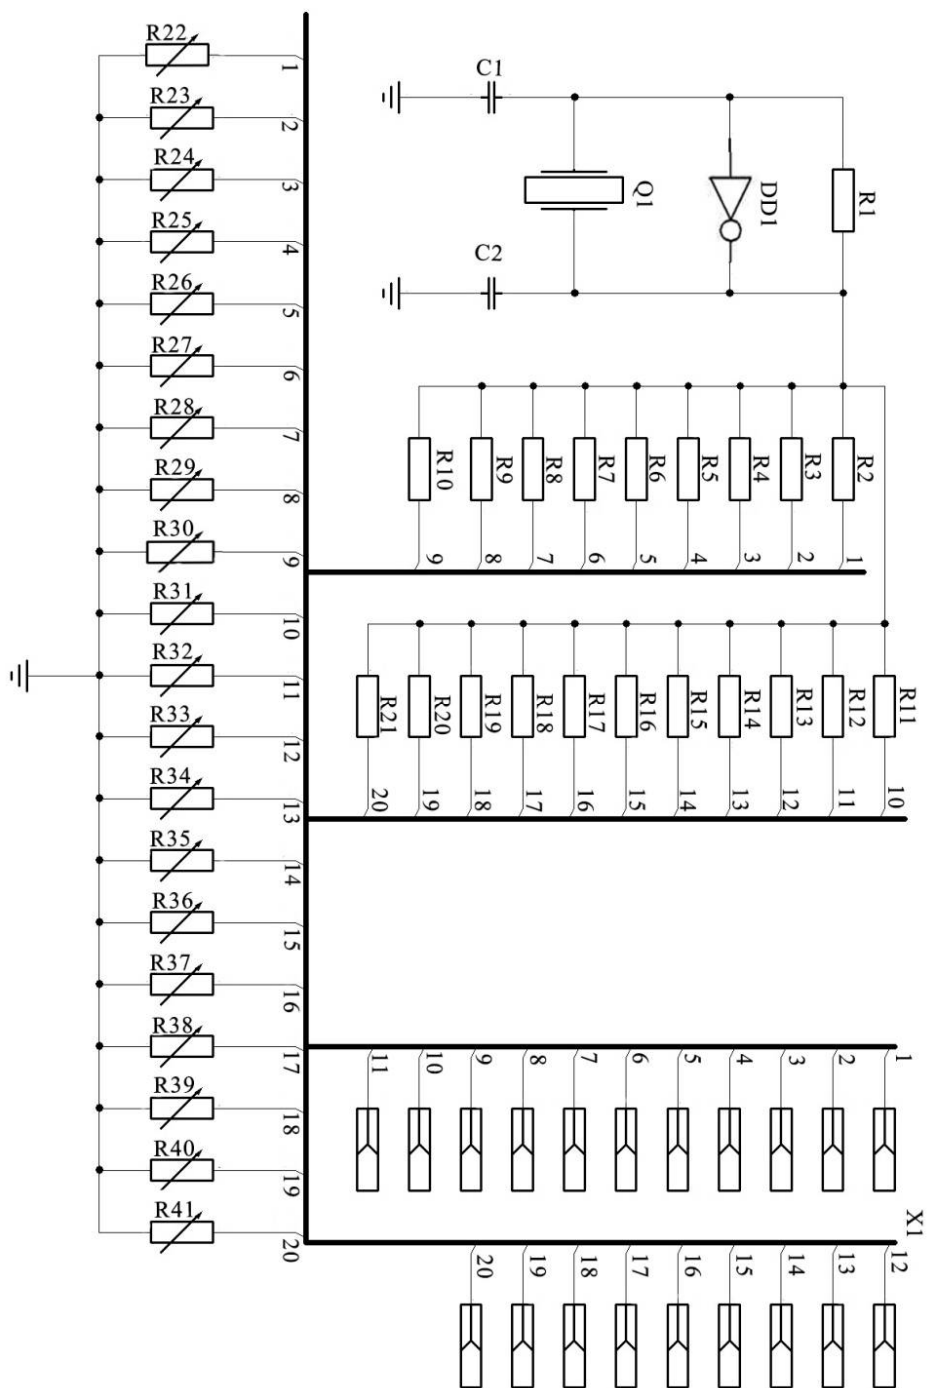 R22
1
R23
2
R24
3
R25
4
R26
5
R27
6
R28
7
R29
8
R30
9
R31
10
R32
11
R33
12
R34
13
R35
14
R36
15
R37
16
R38
17
R39
18
R40
19
R41
20
C1
Q1
DD1
R1
C2
R10
R9
R8
R7
R6
R5
R4
R3
R2
9
8
7
6
5
4
3
2
1
R21
R20
R19
R18
R17
R16
R15
R14
R13
R12
R11
20
19
18
17
16
15
14
13
12
11
10
11
10
9
8
7
6
5
4
3
2
1
X1
20
19
18
17
16
15
14
13
12